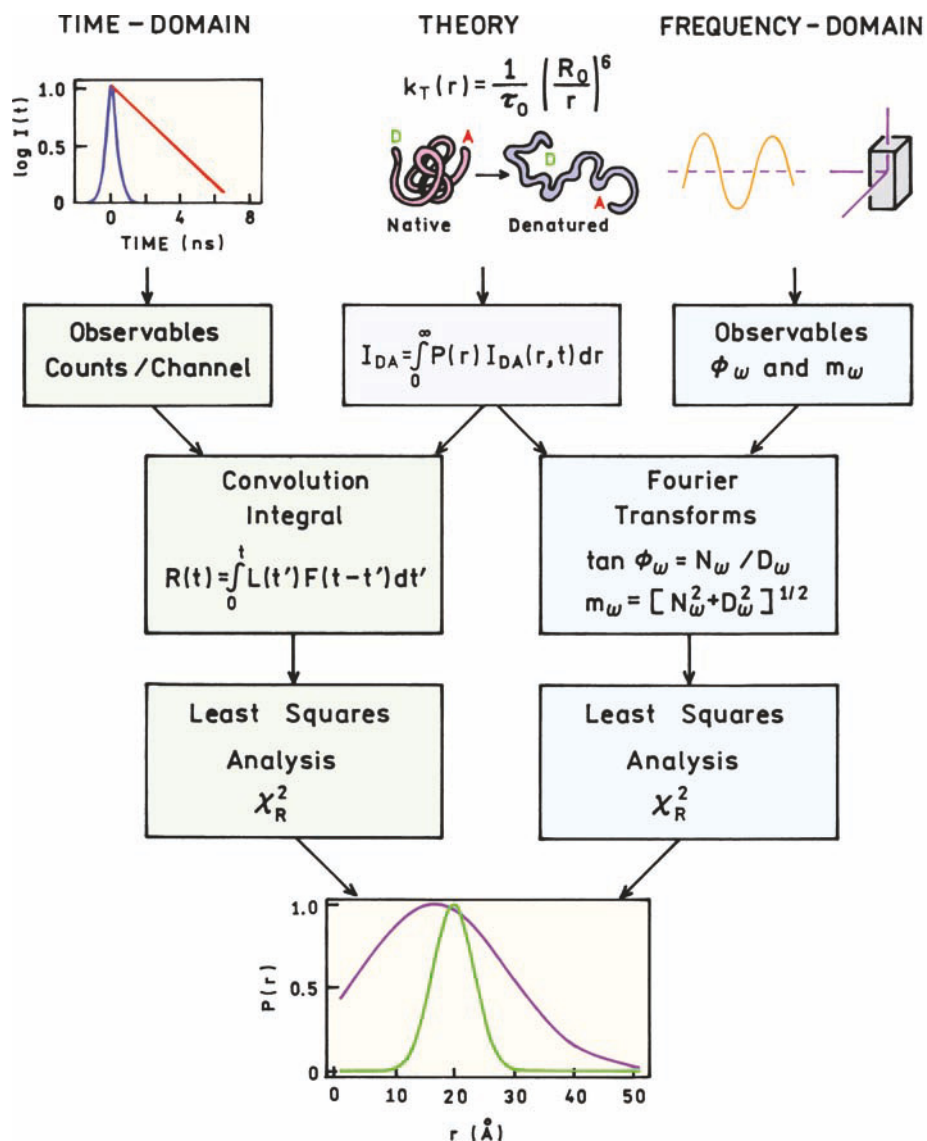 TIME – DOMAIN
THEORY
FREQUENCY – DOMAIN
k_T(r) = 1/τ_0 (R_0/r)^6
log I(t)
1.0
0.5
0
0 4 8
TIME (ns)
D A
D
A
Native
Denatured
Observables
Counts / Channel
I_DA = ∫_0^∞ P(r) I_DA(r,t) dr
Observables
ϕ_ω and m_ω
Convolution
Integral
R(t) = ∫_0^t L(t') F(t-t') dt'
Fourier
Transforms
tan ϕ_ω = N_ω / D_ω
m_ω = [N_ω^2 + D_ω^2]^1/2
Least Squares
Analysis
χ_R^2
Least Squares
Analysis
χ_R^2
P(r)
1.0
0.5
0
0 10 20 30 40 50
r (Å)